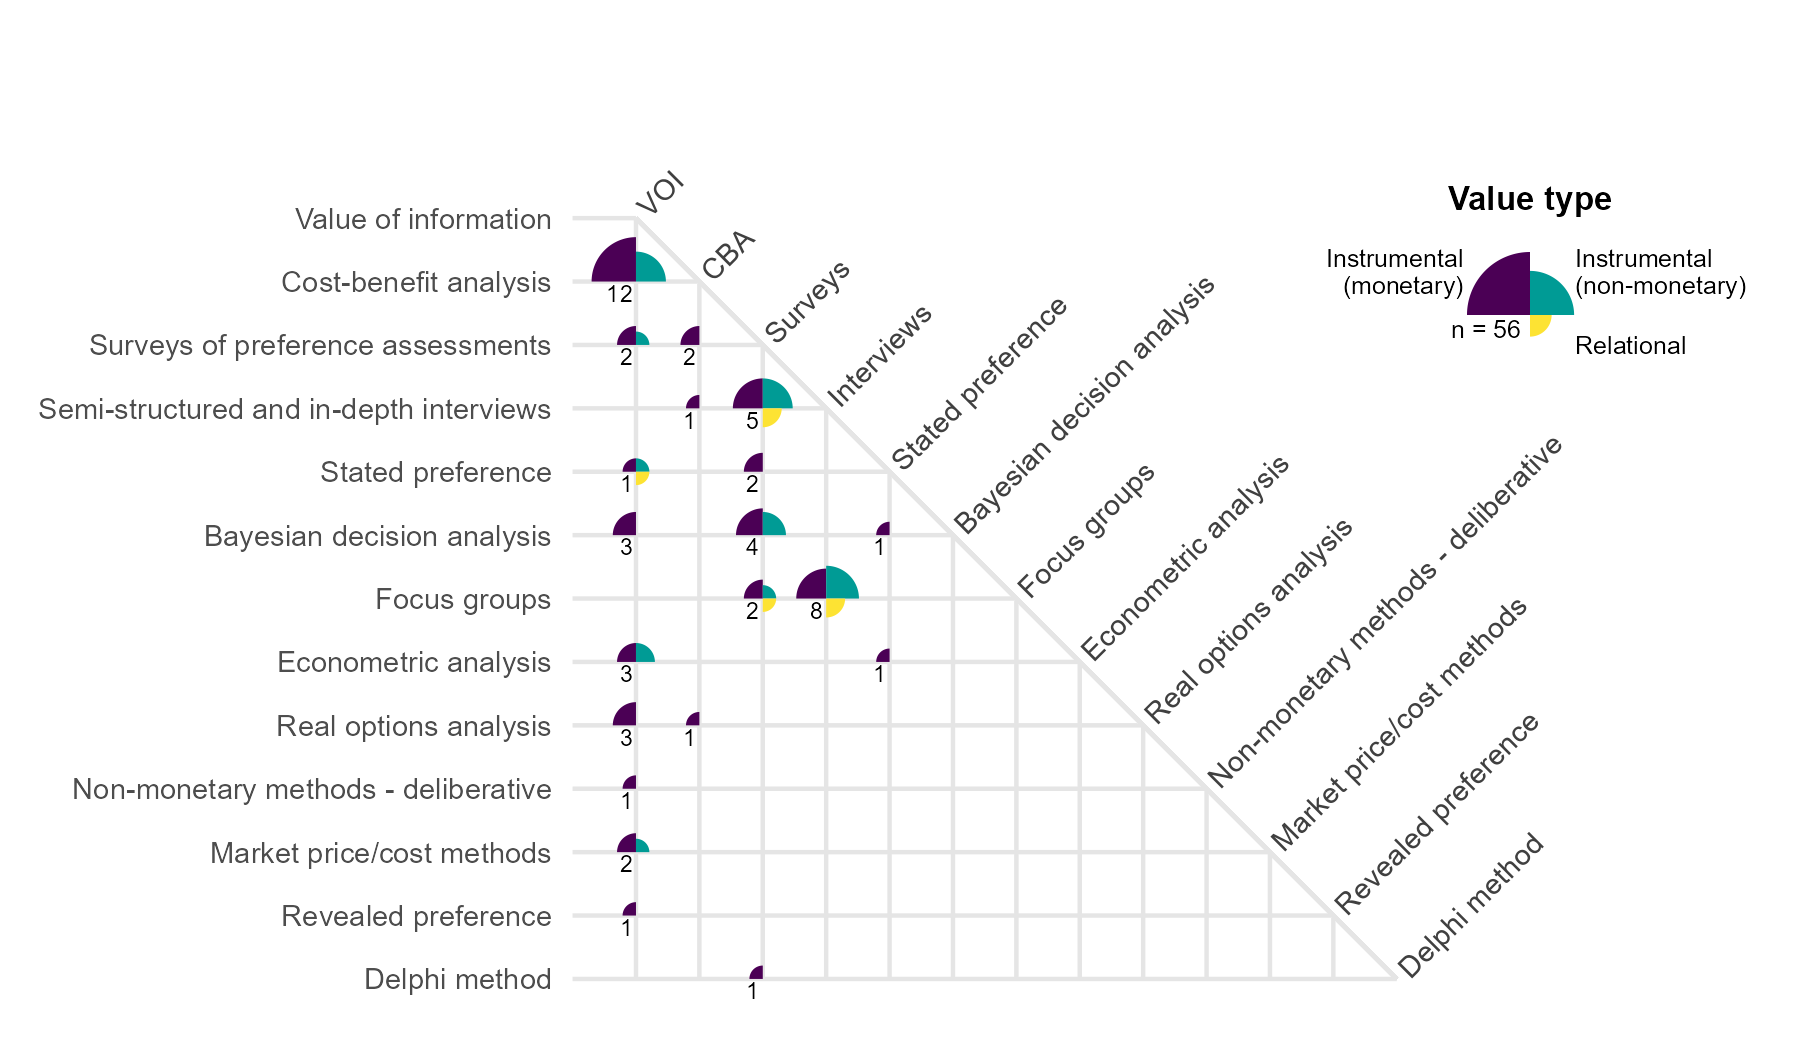 Value type
Instrumental
(monetary)
Instrumental
(non-monetary)
n = 56
Relational
VOI
CBA
Surveys
Interviews
Stated preference
Bayesian decision analysis
Focus groups
Econometric analysis
Real options analysis
Non-monetary methods - deliberative
Market price/cost methods
Revealed preference
Delphi method
Value of information
Cost-benefit analysis
12
Surveys of preference assessments
2 2
Semi-structured and in-depth interviews
1 5
Stated preference
1 2
Bayesian decision analysis
3 4 1
Focus groups
2 8
Econometric analysis
3 1
Real options analysis
3 1
Non-monetary methods - deliberative
1
Market price/cost methods
2
Revealed preference
1
Delphi method
1